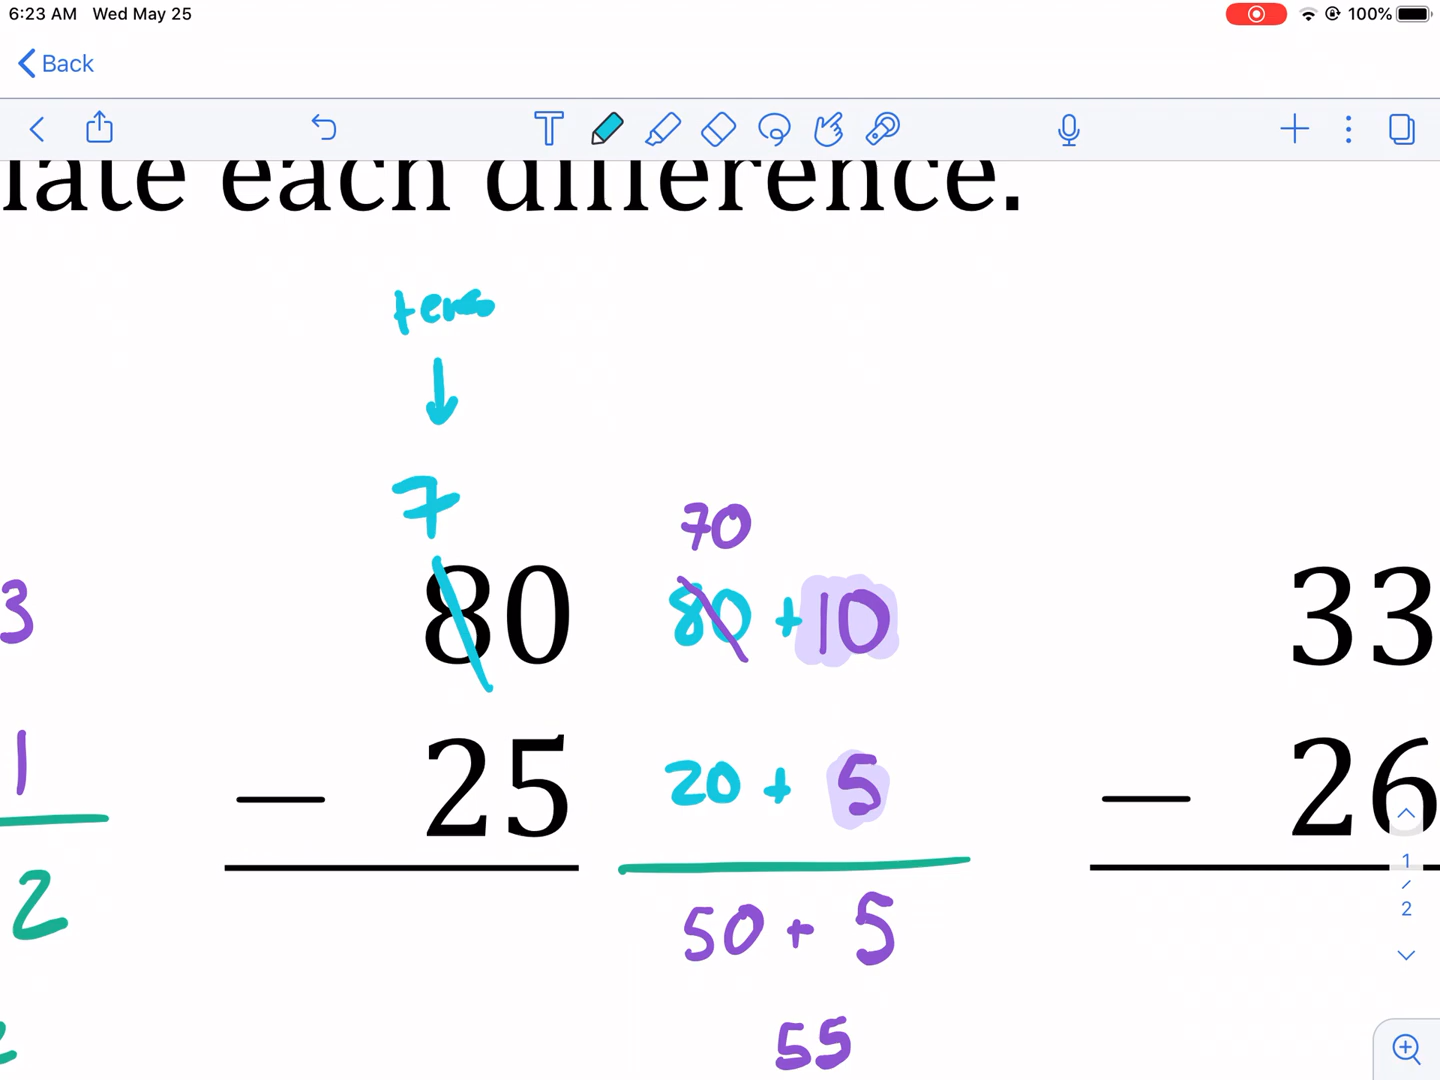 6:23 AM Wed May 25 100%
Back
late each difference.
tens
7 70
3 80 80 + 10 33
1 — 25 20 + 5 — 26
1
/
2
2 50 + 5
55